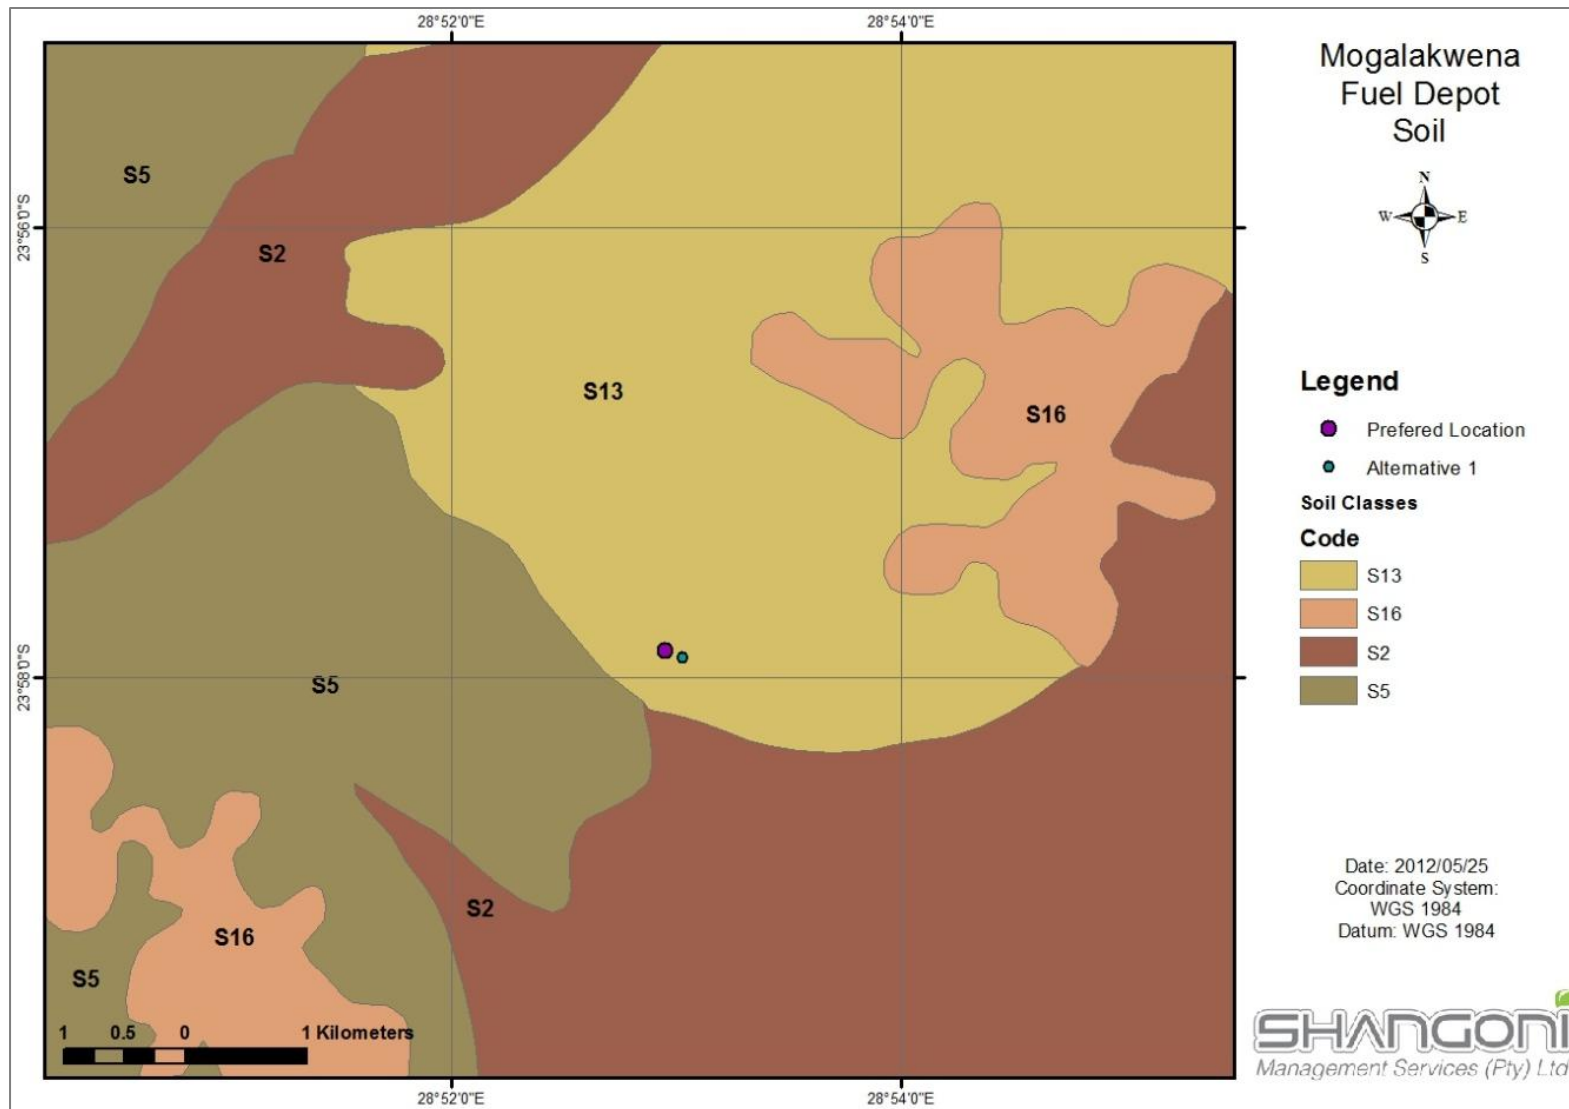 28°52'0"E
28°54'0"E
Mogalakwena
Fuel Depot
Soil
N
W
E
S
23°56'0"S
S5
S2
S13
S16
Legend
Prefered Location
Alternative 1
Soil Classes
Code
S13
S16
S2
S5
23°58'0"S
S5
S2
S16
S5
1 0.5 0 1 Kilometers
Date: 2012/05/25
Coordinate System:
WGS 1984
Datum: WGS 1984
SHANGONI
Management Services (Pty) Ltd
28°52'0"E
28°54'0"E